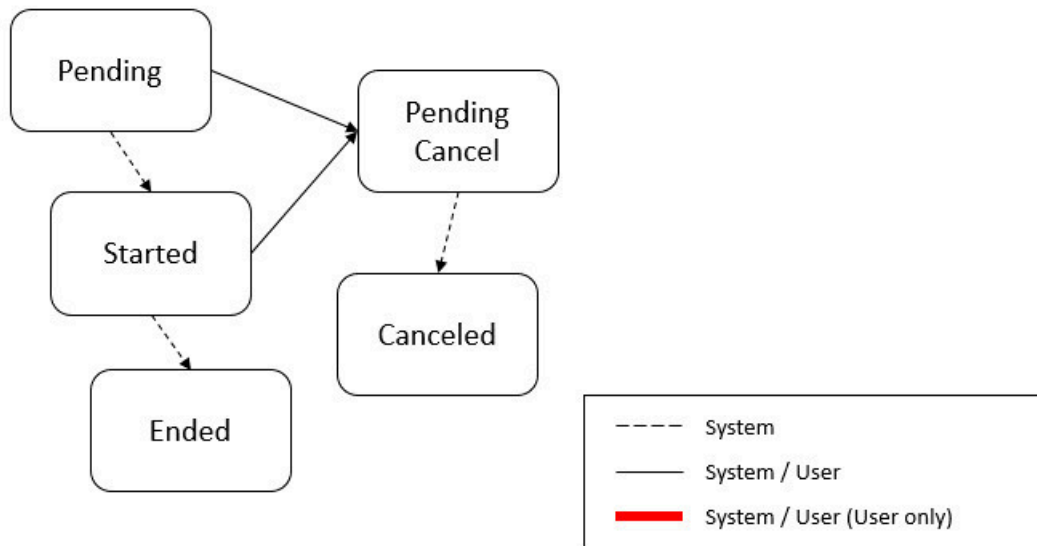 Pending
Pending
Cancel
Started
Canceled
Ended
System
System / User
System / User (User only)